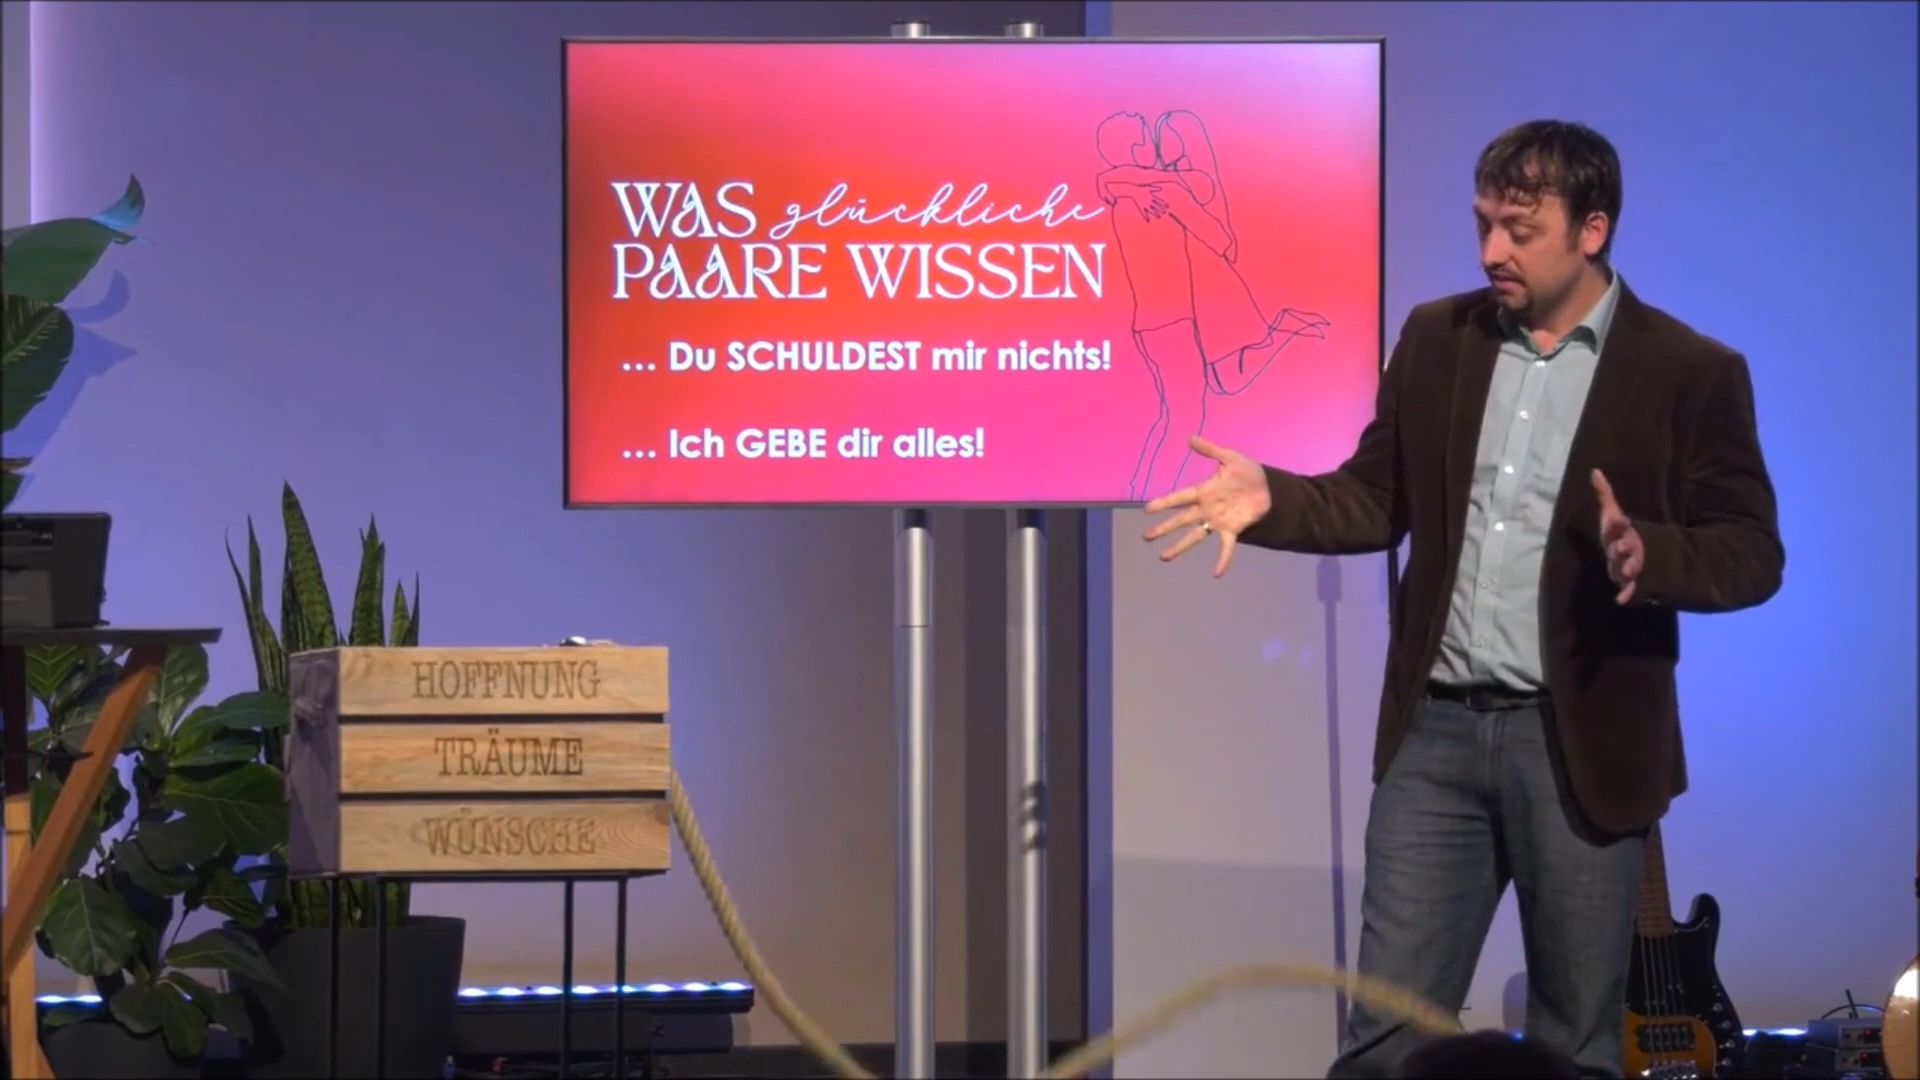 WAS glückliche
PAARE WISSEN
... Du SCHULDEST mir nichts!
... Ich GEBE dir alles!
HOFFNUNG
TRÄUME
WÜNSCHE